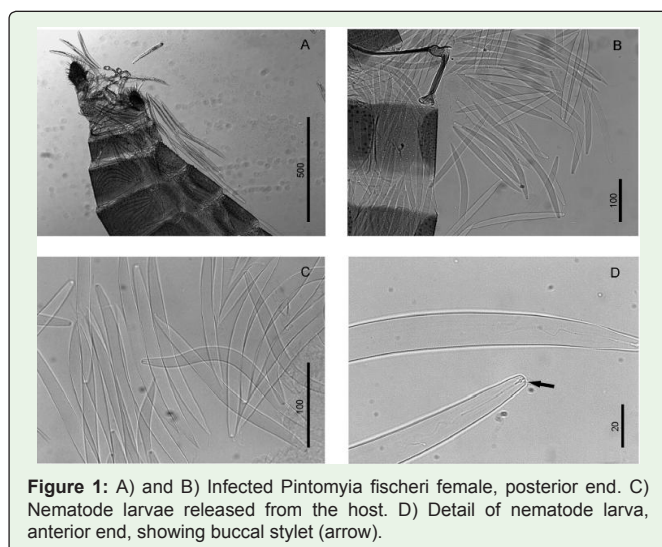 A
500
B
100
C
100
D
20
Figure 1: A) and B) Infected Pintomyia fischeri female, posterior end. C)
Nematode larvae released from the host. D) Detail of nematode larva,
anterior end, showing buccal stylet (arrow).